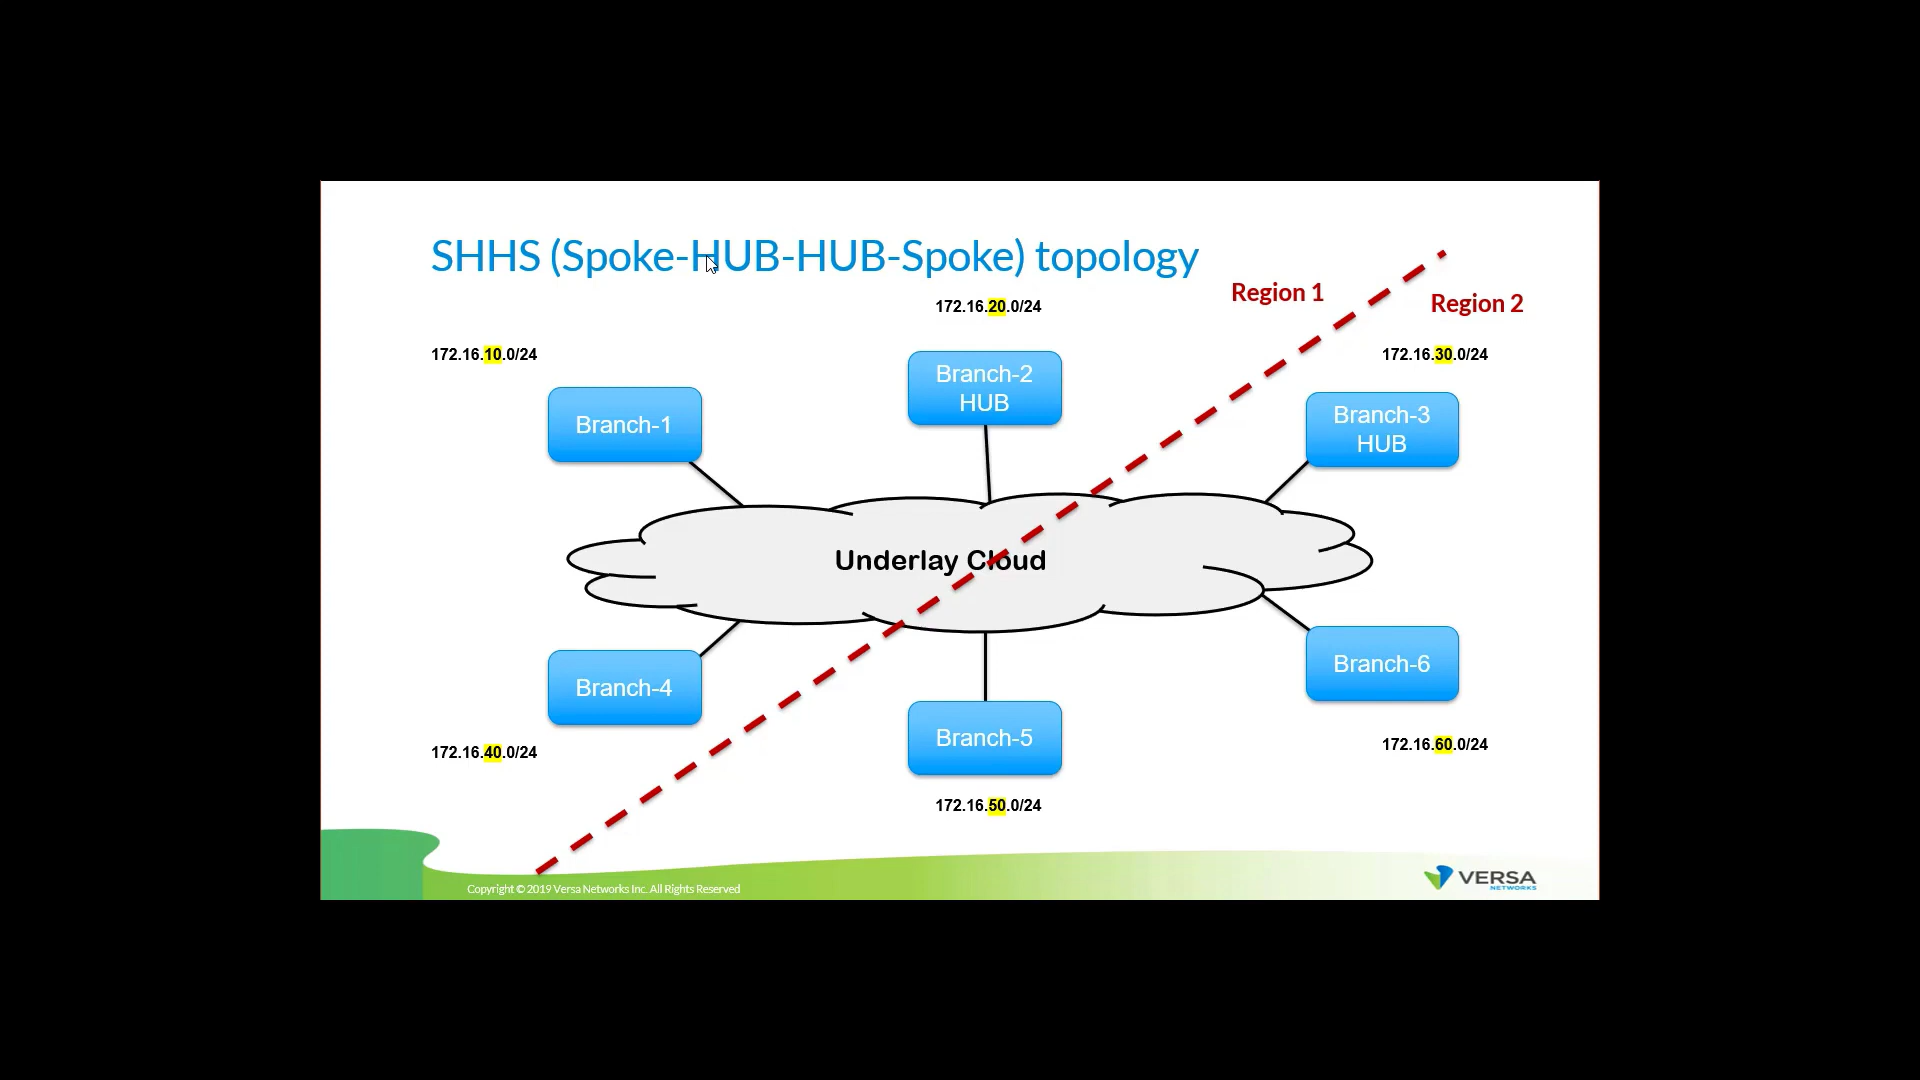 SHHS (Spoke-HUB-HUB-Spoke) topology
Region 1
Region 2
172.16.20.0/24
172.16.10.0/24
172.16.30.0/24
Branch-2
HUB
Branch-1
Branch-3
HUB
Underlay Cloud
Branch-4
Branch-5
Branch-6
172.16.40.0/24
172.16.60.0/24
172.16.50.0/24
Copyright © 2019 Versa Networks Inc. All Rights Reserved
VERSA
NETWORKS